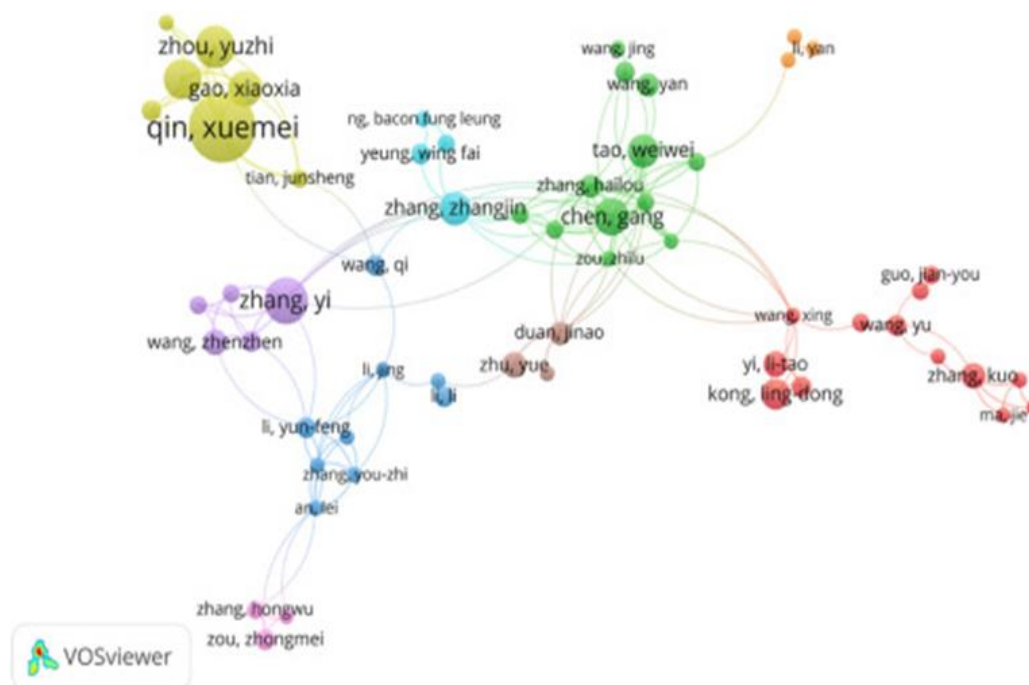 wang, jing
li, yan
zhou, yuzhi
wang, yan
gao, xiaoxia
ng, bacon fung leung
qin, xuemei
yeung, wing fai
tao, weiwei
tian, junsheng
zhang, hailou
zhang, zhangjin
chen, gang
wang, qi
zou, zhilu
guo, jian-you
zhang, yi
wang, xing
wang, yu
duan, jinao
wang, zhenzhen
zhu, yue
yi, li-tao
li, jing
zhang, kuo
kong, ling-dong
li, li
ma, jie
li, yun-feng
zhang, you-zhi
an, lei
zhang, hongwu
zou, zhongmei
VOSviewer